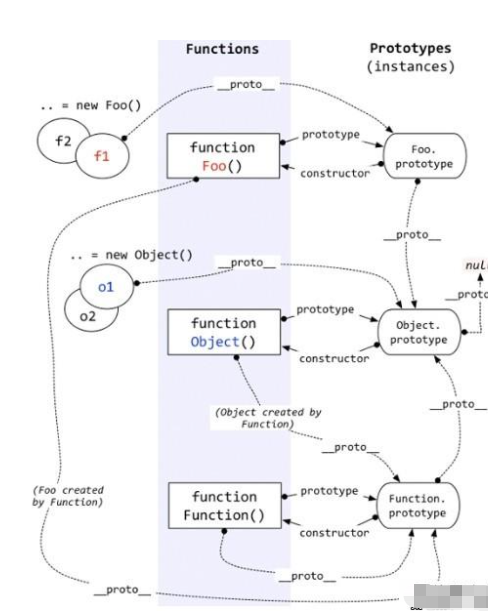 Functions
Prototypes
(instances)
__proto__
.. = new Foo()
f2
f1
function
Foo()
prototype
constructor
Foo.
prototype
__proto__
.. = new Object()
__proto__
null
__proto__
o1
o2
function
Object()
prototype
constructor
Object.
prototype
(Object created by
Function)
__proto__
__proto__
(Foo created
by Function)
function
Function()
prototype
constructor
Function.
prototype
__proto__
__proto__